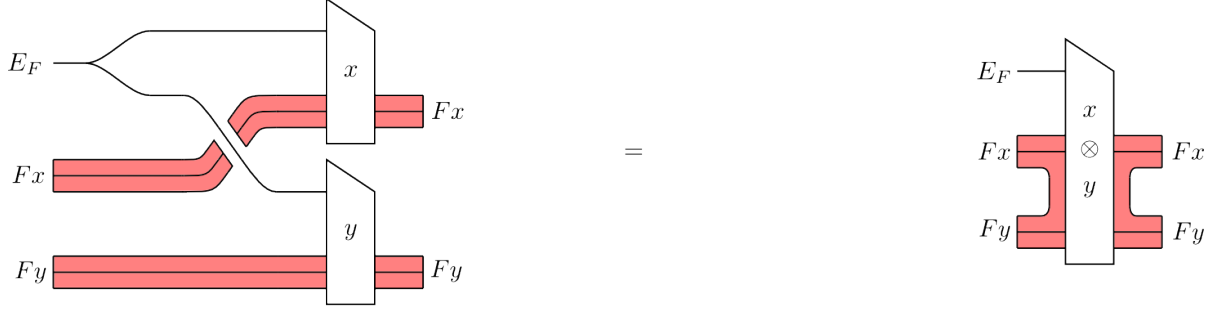 E_F x Fx
Fx = E_F x
Fx ⊗ Fx
y y
Fy Fy Fy Fy